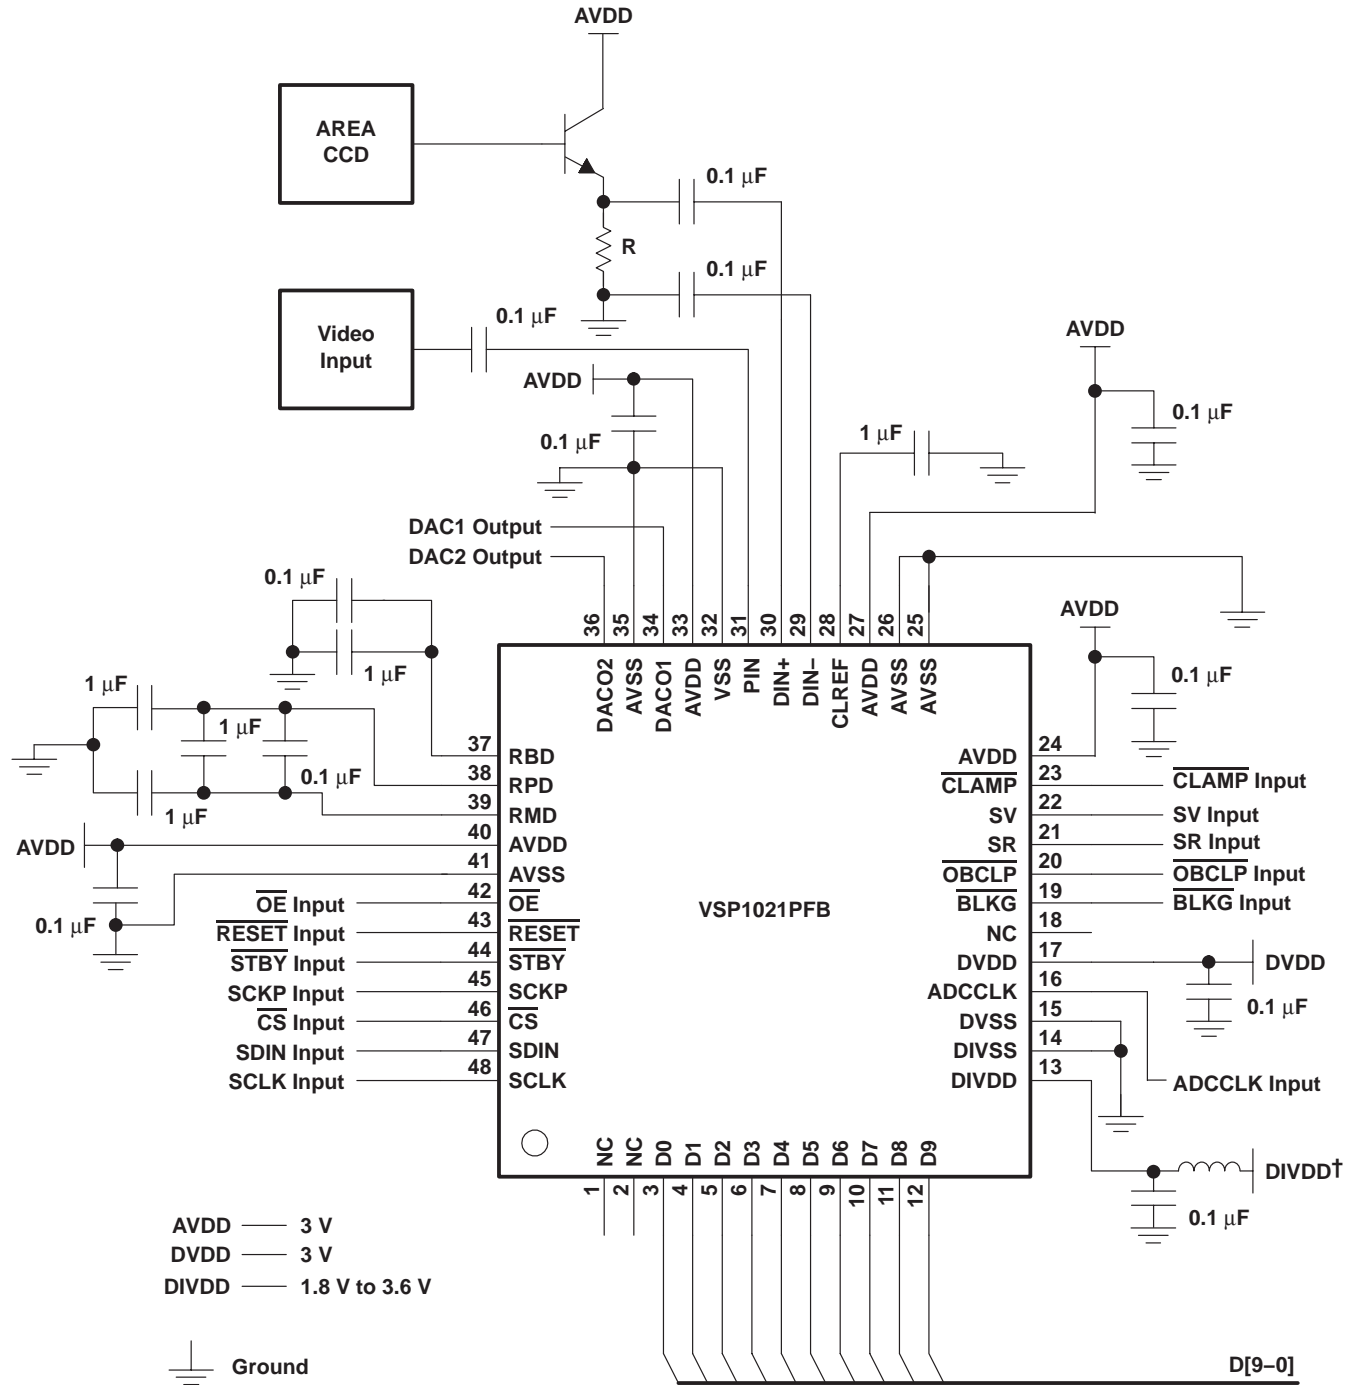 AVDD
AREA
CCD
0.1 μF
R
0.1 μF
Video
Input
0.1 μF
AVDD
AVDD
0.1 μF
1 μF
0.1 μF
DAC1 Output
DAC2 Output
0.1 μF
1 μF
36 35 34 33 32 31 30 29 28 27 26 25
DACO2 AVSS DACO1 AVDD VSS PIN DIN+ DIN– CLREF AVDD AVSS AVSS
AVDD
0.1 μF
1 μF
1 μF
0.1 μF
1 μF
37 RBD
38 RPD
39 RMD
AVDD 40 AVDD
41 AVSS
0.1 μF
OE Input 42 OE
RESET Input 43 RESET
STBY Input 44 STBY
SCKP Input 45 SCKP
CS Input 46 CS
SDIN Input 47 SDIN
SCLK Input 48 SCLK
VSP1021PFB
AVDD 24
CLAMP 23 CLAMP Input
SV 22 SV Input
SR 21 SR Input
OBCLP 20 OBCLP Input
BLKG 19 BLKG Input
NC 18
DVDD 17 DVDD
0.1 μF
ADCCLK 16 ADCCLK Input
DVSS 15
DIVSS 14
DIVDD 13
DIVDD†
0.1 μF
NC NC D0 D1 D2 D3 D4 D5 D6 D7 D8 D9
1 2 3 4 5 6 7 8 9 10 11 12
AVDD 3 V
DVDD 3 V
DIVDD 1.8 V to 3.6 V
Ground
D[9–0]